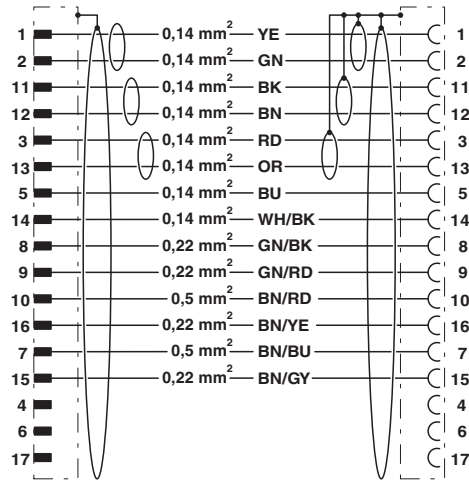 1 0,14 mm² YE 1
2 0,14 mm² GN 2
11 0,14 mm² BK 11
12 0,14 mm² BN 12
3 0,14 mm² RD 3
13 0,14 mm² OR 13
5 0,14 mm² BU 5
14 0,14 mm² WH/BK 14
8 0,22 mm² GN/BK 8
9 0,22 mm² GN/RD 9
10 0,5 mm² BN/RD 10
16 0,22 mm² BN/YE 16
7 0,5 mm² BN/BU 7
15 0,22 mm² BN/GY 15
4 4
6 6
17 17